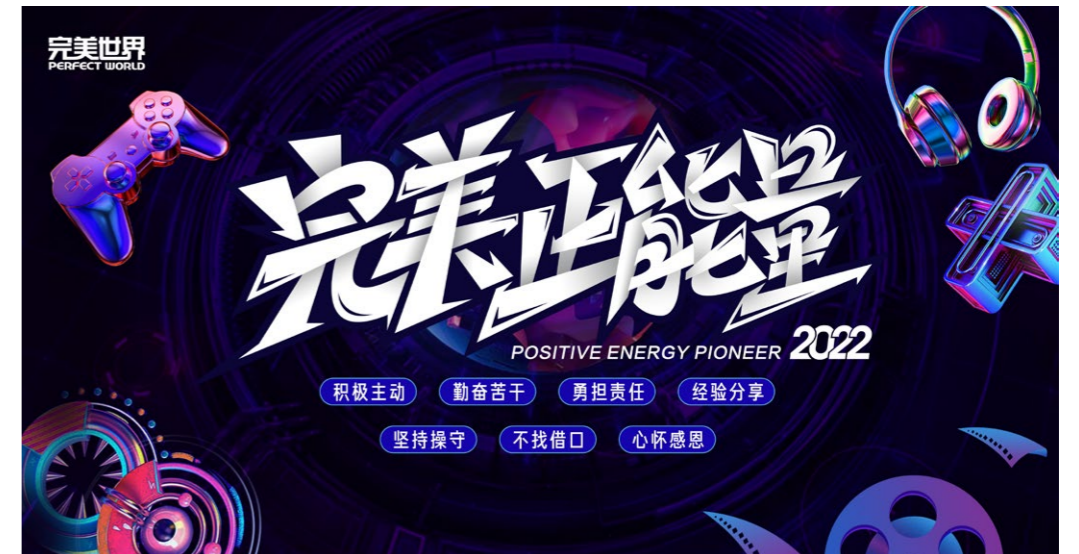 完美世界
PERFECT WORLD
完美正能量
POSITIVE ENERGY PIONEER 2022
积极主动 勤奋苦干 勇担责任 经验分享
坚持操守 不找借口 心怀感恩